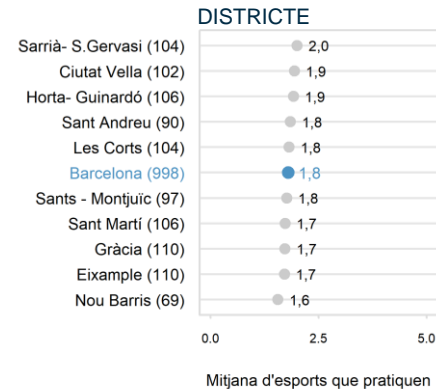 DISTRICTE
Sarrià- S.Gervasi (104) 2,0
Ciutat Vella (102) 1,9
Horta- Guinardó (106) 1,9
Sant Andreu (90) 1,8
Les Corts (104) 1,8
Barcelona (998) 1,8
Sants - Montjuïc (97) 1,8
Sant Martí (106) 1,7
Gràcia (110) 1,7
Eixample (110) 1,7
Nou Barris (69) 1,6
0.0 2.5 5.0
Mitjana d'esports que pratiquen